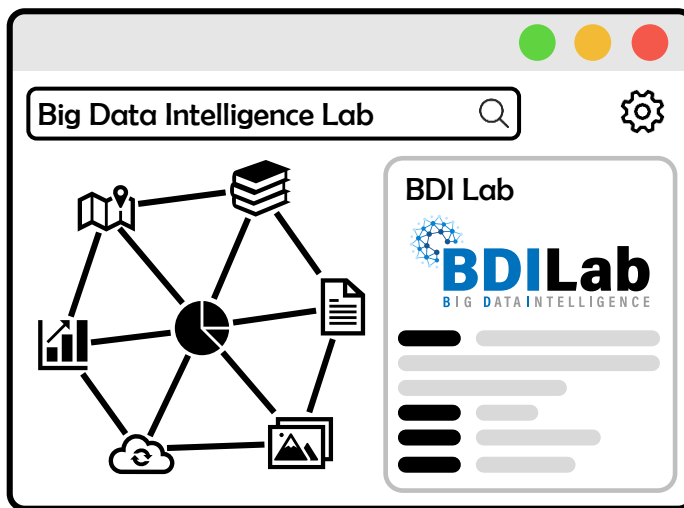 Big Data Intelligence Lab
BDI Lab
BDILab
BIG DATA INTELLIGENCE